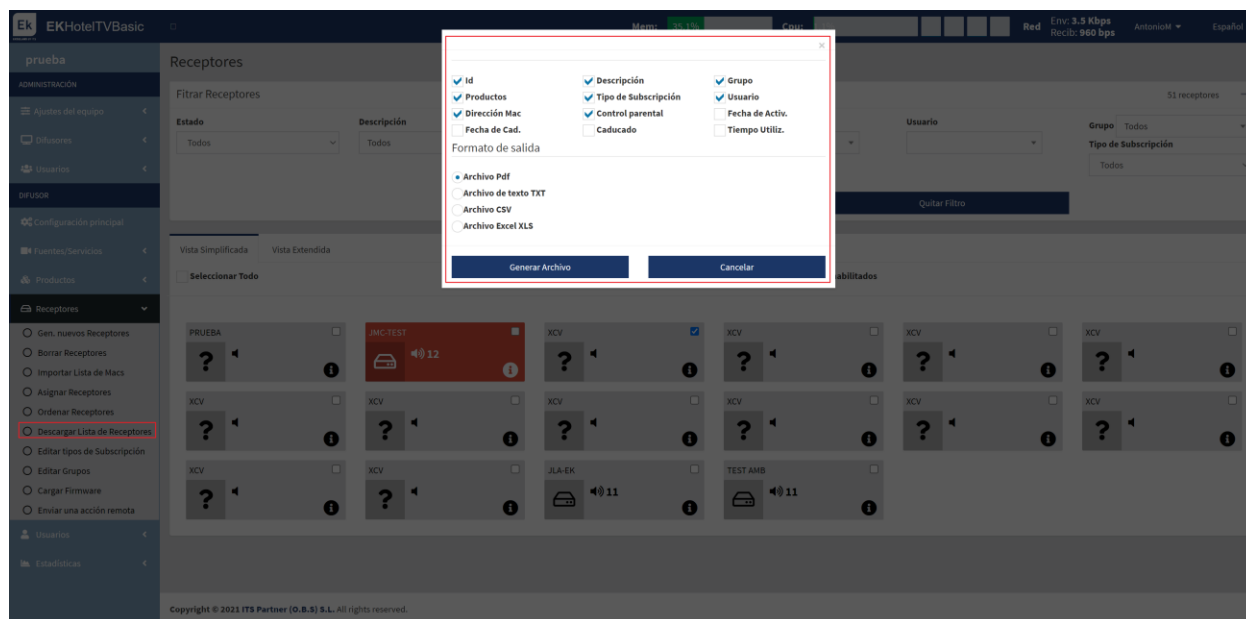 Ek EKHotelTVBasic
Mem: 35.1% Cpu:
Red Env: 3.5 Kbps
Recib: 960 bps
AntonioM Español
prueba
ADMINISTRACIÓN
Ajustes del equipo
Difusores
Usuarios
DIFUSOR
Configuración principal
Fuentes/Servicios
Productos
Receptores
Gen. nuevos Receptores
Borrar Receptores
Importar Lista de Macs
Asignar Receptores
Ordenar Receptores
Descargar Lista de Receptores
Editar tipos de Subscripción
Editar Grupos
Cargar Firmware
Enviar una acción remota
Usuarios
Estadísticas
Receptores
Fitrar Receptores
51 receptores
Estado Descripción Usuario Grupo Todos
Todos Todos Tipo de Subscripción
Todos
Quitar Filtro
×
Id Descripción Grupo
Productos Tipo de Subscripción Usuario
Dirección Mac Control parental Fecha de Activ.
Fecha de Cad. Caducado Tiempo Utiliz.
Formato de salida
Archivo Pdf
Archivo de texto TXT
Archivo CSV
Archivo Excel XLS
Generar Archivo Cancelar
Vista Simplificada Vista Extendida
Seleccionar Todo abilitados
PRUEBA JMC-TEST XCV XCV XCV XCV
? 12 ? ? ? ?
XCV XCV XCV XCV XCV XCV
? ? ? ? ? ?
XCV XCV JLA-EK TEST AMB
? ? 11 11
Copyright © 2021 ITS Partner (O.B.S) S.L. All rights reserved.